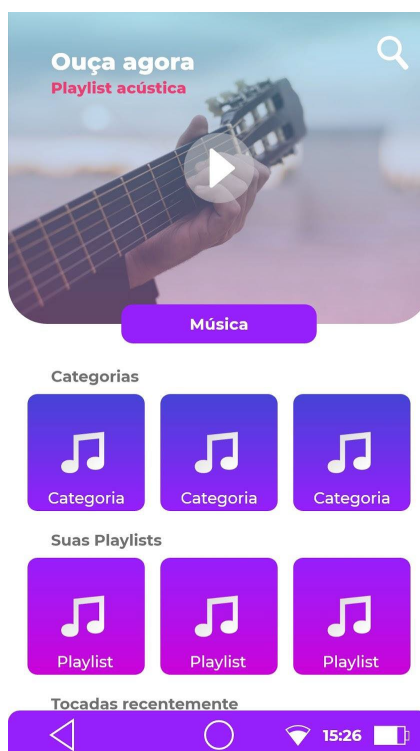 Ouça agora
Playlist acústica
Música
Categorias
Categoria Categoria Categoria
Suas Playlists
Playlist Playlist Playlist
Tocadas recentemente
15:26